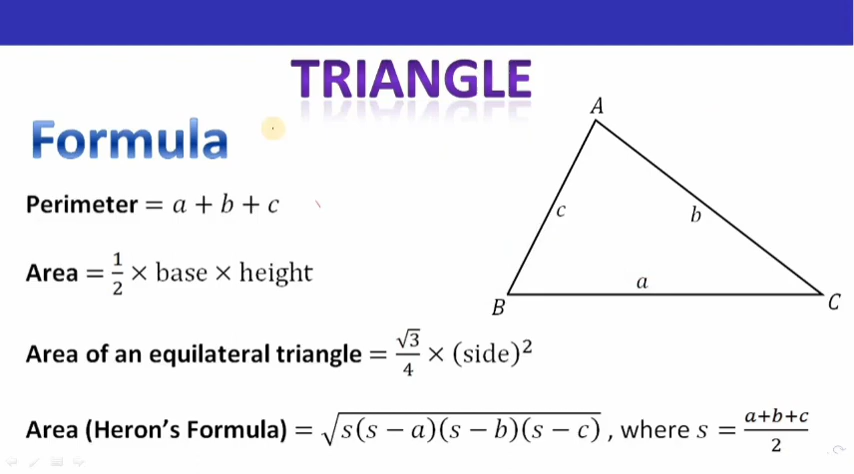 TRIANGLE
Formula
A
Perimeter = a + b + c
c
b
Area = 1/2 × base × height
a
B
C
Area of an equilateral triangle = √3/4 × (side)²
Area (Heron's Formula) = √s(s − a)(s − b)(s − c) , where s = a+b+c/2